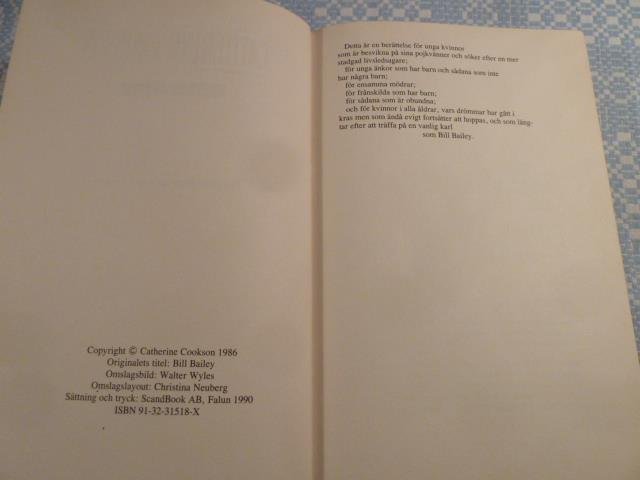 Copyright © Catherine Cookson 1986
Originalets titel: Bill Bailey
Omslagsbild: Walter Wyles
Omslagslayout: Christina Neuberg
Sättning och tryck: ScandBook AB, Falun 1990
ISBN 91-32-31518-X
Detta är en berättelse för unga kvinnor
som är besvikna på sina pojkvänner och söker efter en mer
stadgad livsledsagare;
för unga änkor som har barn och sådana som inte
har några barn;
för ensamma mödrar;
för frånskilda som har barn;
för sådana som är obundna;
och för kvinnor i alla åldrar, vars drömmar har gått i
kras men som ändå evigt fortsätter att hoppas, och som läng-
tar efter att träffa på en vanlig karl
som Bill Bailey.